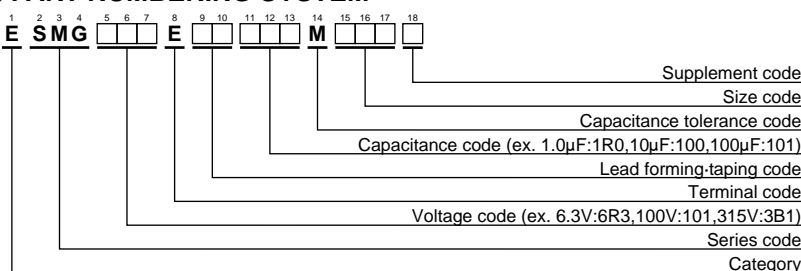 PART NUMBERING SYSTEM
1 2 3 4 5 6 7 8 9 10 11 12 13 14 15 16 17 18
E SMG E M
Supplement code
Size code
Capacitance tolerance code
Capacitance code (ex. 1.0μF:1R0,10μF:100,100μF:101)
Lead forming·taping code
Terminal code
Voltage code (ex. 6.3V:6R3,100V:101,315V:3B1)
Series code
Category